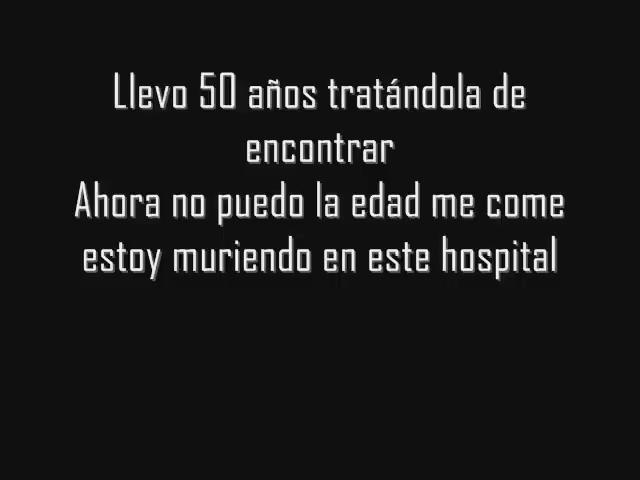 Llevo 50 años tratándola de
encontrar
Ahora no puedo la edad me come
estoy muriendo en este hospital